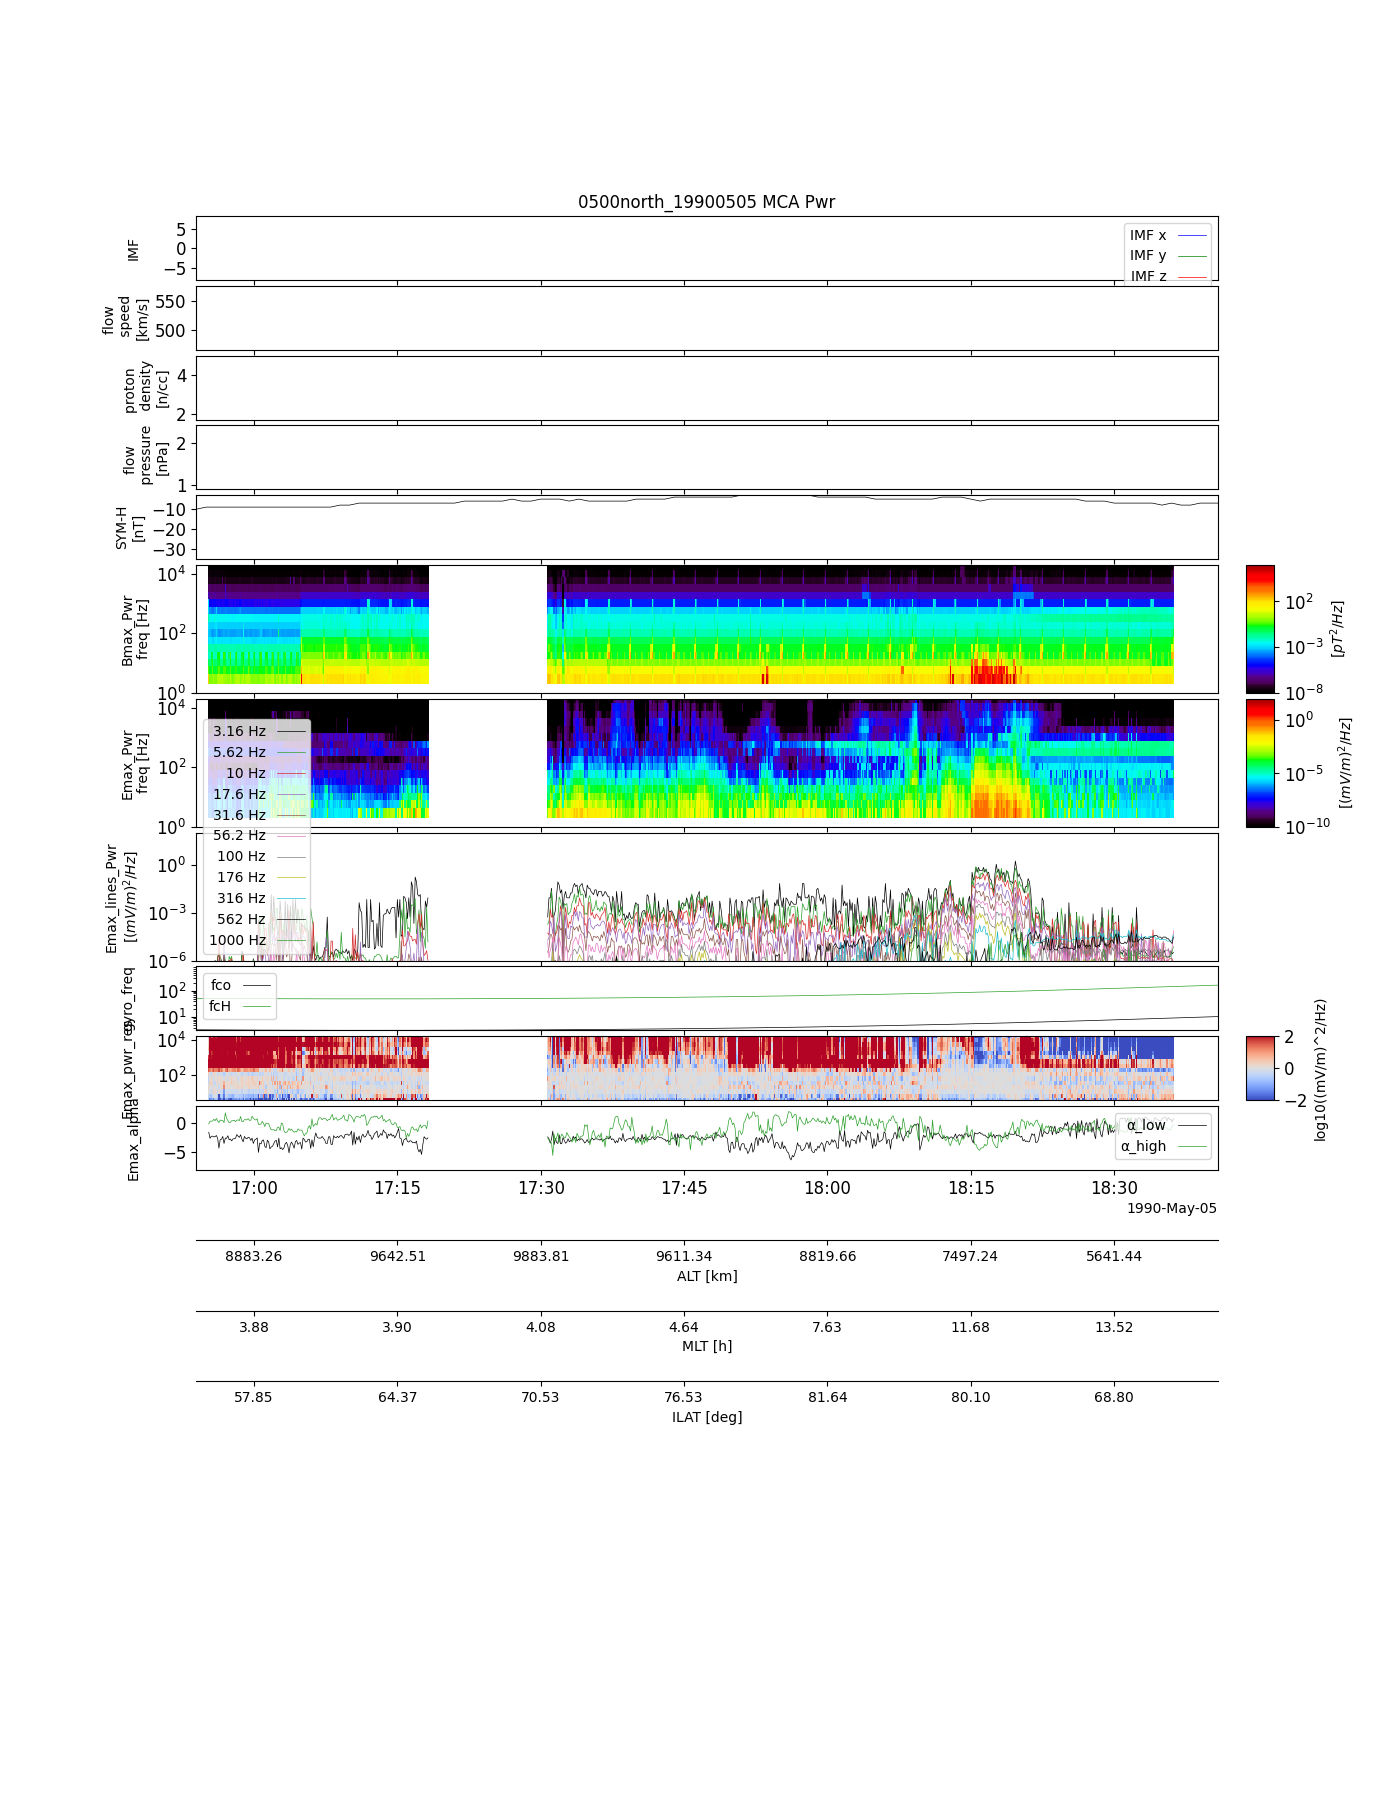 0500north_19900505 MCA Pwr
IMF
5
0
−5
IMF x
IMF y
IMF z
flow
speed
[km/s]
550
500
proton
density
[n/cc]
4
2
flow
pressure
[nPa]
2
1
SYM-H
[nT]
−10
−20
−30
Bmax_Pwr
freq [Hz]
10^4
10^2
10^0
10^2
10^−3
10^−8
[pT^2/Hz]
Emax_Pwr
freq [Hz]
10^4
10^2
10^0
10^0
10^−5
10^−10
[(mV/m)^2/Hz]
3.16 Hz
5.62 Hz
10 Hz
17.6 Hz
31.6 Hz
56.2 Hz
100 Hz
176 Hz
316 Hz
562 Hz
1000 Hz
Emax_lines_Pwr
[(mV/m)^2/Hz]
10^0
10^−3
10^−6
gyro_freq
10^2
10^1
fco
fcH
Emax_pwr_res
10^4
10^2
2
0
−2
log10((mV/m)^2/Hz)
Emax_alpha
0
−5
α_low
α_high
17:00 17:15 17:30 17:45 18:00 18:15 18:30
1990-May-05
8883.26 9642.51 9883.81 9611.34 8819.66 7497.24 5641.44
ALT [km]
3.88 3.90 4.08 4.64 7.63 11.68 13.52
MLT [h]
57.85 64.37 70.53 76.53 81.64 80.10 68.80
ILAT [deg]